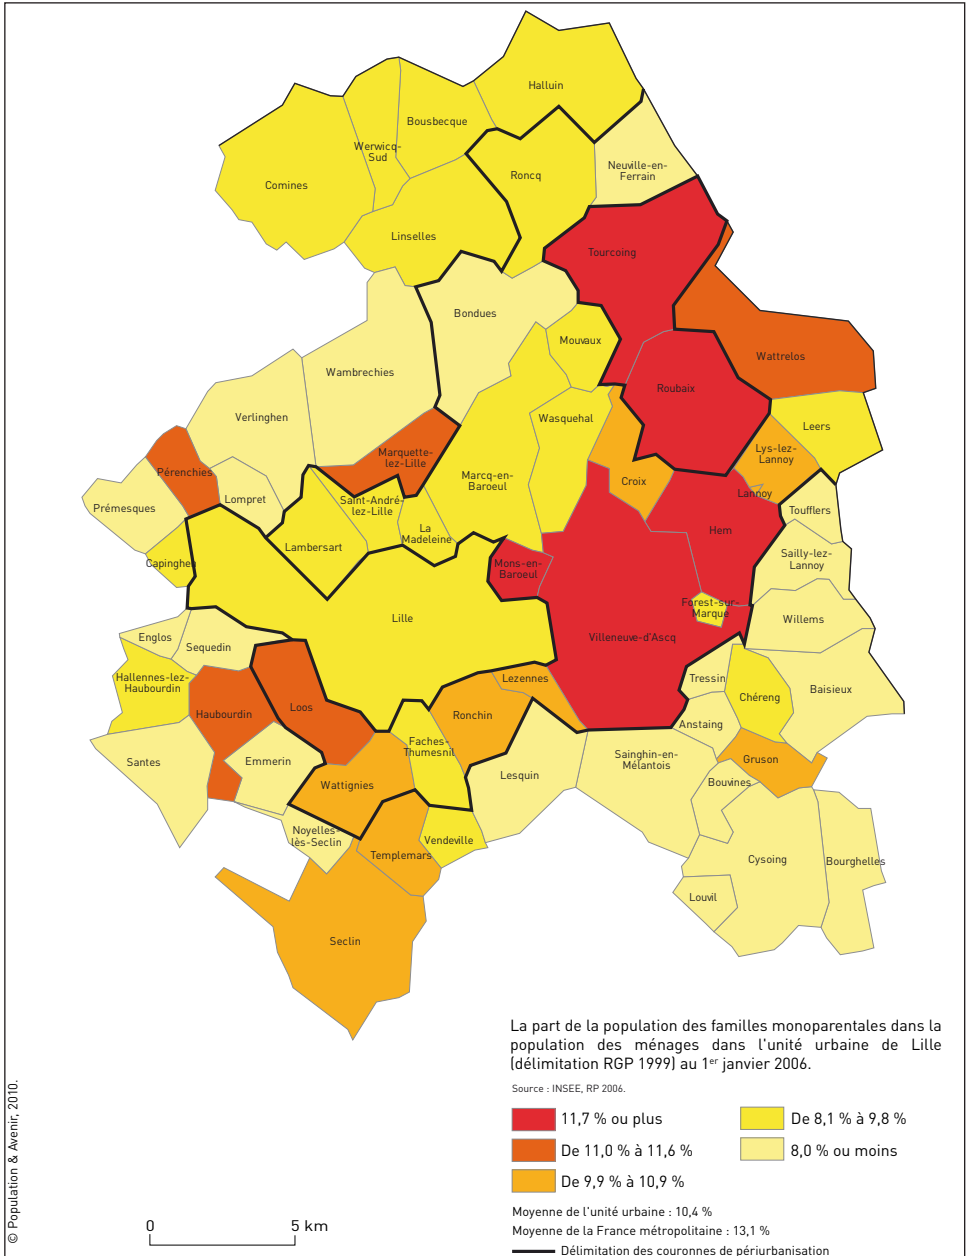 Halluin
Bousbecque
Werwicq-
Sud
Comines
Roncq
Neuville-en-
Ferrain
Linselles
Tourcoing
Bondues
Mouvaux
Wattrelos
Wambrechies
Roubaix
Verlinghen
Wasquehal
Leers
Marquette-
lez-Lille
Lys-lez-
Lannoy
Pérenchies
Marcq-en-
Baroeul
Croix
Lannoy
Lompret
Saint-André-
lez-Lille
Prémesques
Toufflers
La
Madeleine
Hem
Lambersart
Capinghem
Sailly-lez-
Lannoy
Mons-en-
Baroeul
Forest-sur-
Marque
Lille
Willems
Englos
Sequedin
Villeneuve-d'Ascq
Hallennes-lez-
Haubourdin
Lezennes
Tressin
Baisieux
Chéreng
Loos
Haubourdin
Ronchin
Anstaing
Faches-
Thumesnil
Santes
Emmerin
Sainghin-en-
Mélantois
Gruson
Lesquin
Wattignies
Bouvines
Noyelles-
lès-Seclin
Vendeville
Templemars
Cysoing
Bourghelles
Louvil
Seclin
La part de la population des familles monoparentales dans la
population des ménages dans l'unité urbaine de Lille
(délimitation RGP 1999) au 1er janvier 2006.
Source : INSEE, RP 2006.
11,7 % ou plus
De 8,1 % à 9,8 %
De 11,0 % à 11,6 %
8,0 % ou moins
De 9,9 % à 10,9 %
Moyenne de l'unité urbaine : 10,4 %
Moyenne de la France métropolitaine : 13,1 %
Délimitation des couronnes de périurbanisation
0 5 km
© Population & Avenir, 2010.